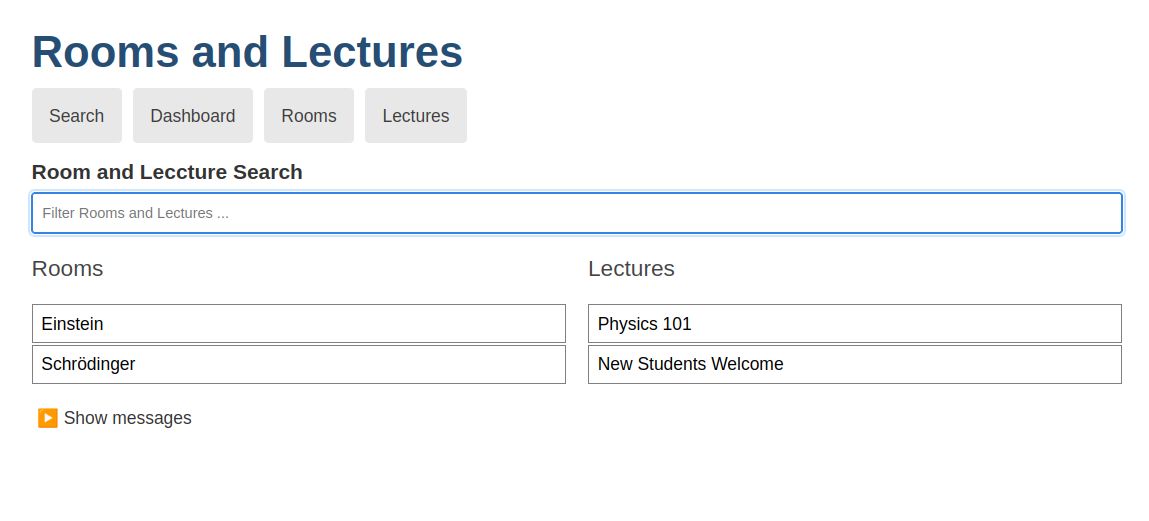 Rooms and Lectures
Search Dashboard Rooms Lectures
Room and Leccture Search
Filter Rooms and Lectures ...
Rooms Lectures
Einstein Physics 101
Schrödinger New Students Welcome
Show messages